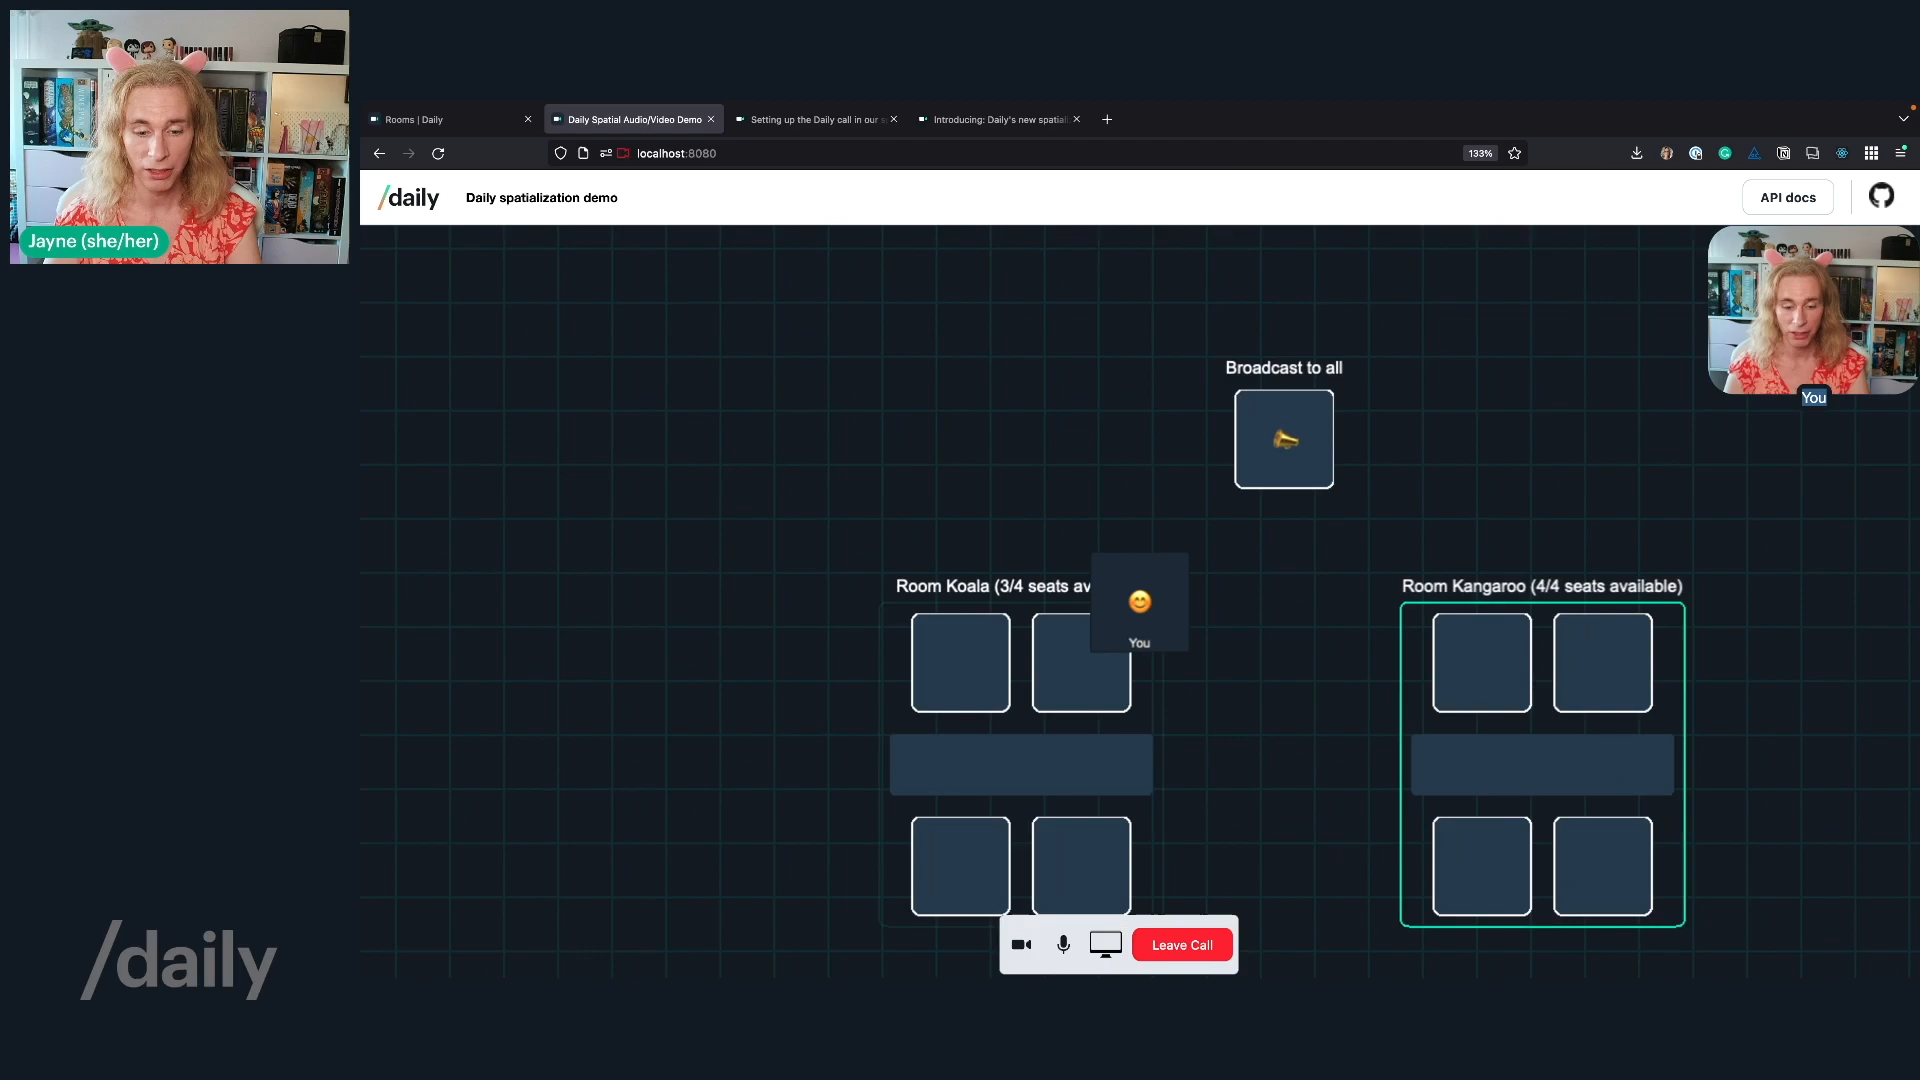 Jayne (she/her)
Rooms | Daily
Daily Spatial Audio/Video Demo
Setting up the Daily call in our s
Introducing: Daily's new spatial
localhost:8080
133%
/daily
Daily spatialization demo
API docs
You
Broadcast to all
Room Koala (3/4 seats av
You
Room Kangaroo (4/4 seats available)
Leave Call
/daily